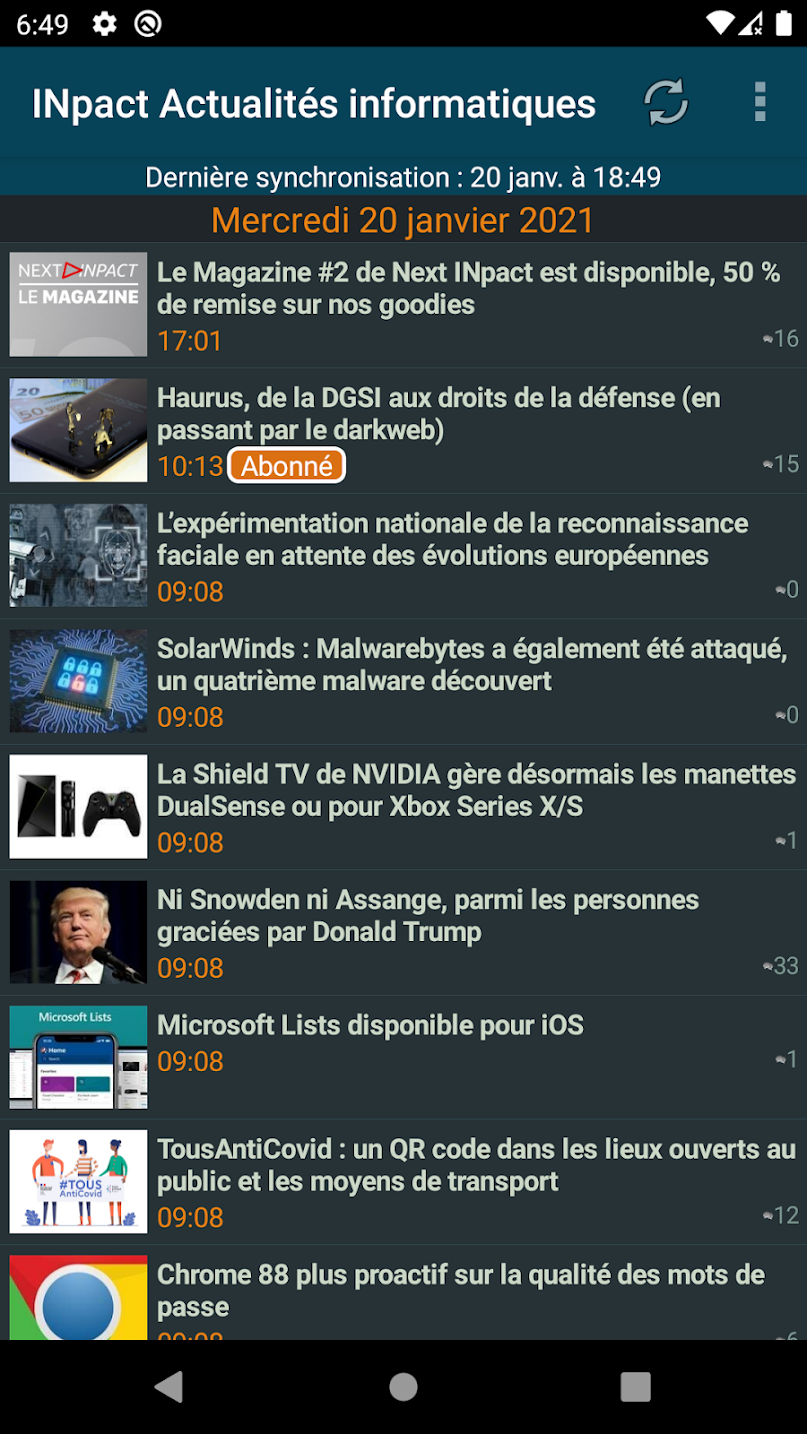 6:49
INpact Actualités informatiques
Dernière synchronisation : 20 janv. à 18:49
Mercredi 20 janvier 2021
NEXT INPACT
LE MAGAZINE
Le Magazine #2 de Next INpact est disponible, 50 %
de remise sur nos goodies
17:01
16
Haurus, de la DGSI aux droits de la défense (en
passant par le darkweb)
10:13 Abonné
15
L’expérimentation nationale de la reconnaissance
faciale en attente des évolutions européennes
09:08
0
SolarWinds : Malwarebytes a également été attaqué,
un quatrième malware découvert
09:08
0
La Shield TV de NVIDIA gère désormais les manettes
DualSense ou pour Xbox Series X/S
09:08
1
Ni Snowden ni Assange, parmi les personnes
graciées par Donald Trump
09:08
33
Microsoft Lists
Home
Microsoft Lists disponible pour iOS
09:08
1
#TOUS
AntiCovid
TousAntiCovid : un QR code dans les lieux ouverts au
public et les moyens de transport
09:08
12
Chrome 88 plus proactif sur la qualité des mots de
passe
09:08
6